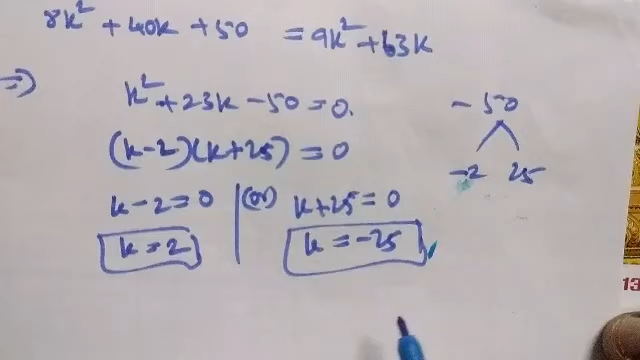 8k² + 40k + 50 = 9k² + 63k
⇒ k² + 23k - 50 = 0.
- 50
-2 25
(k-2)(k+25) = 0
k - 2 = 0 | (or) k + 25 = 0
k = 2 | k = -25
13